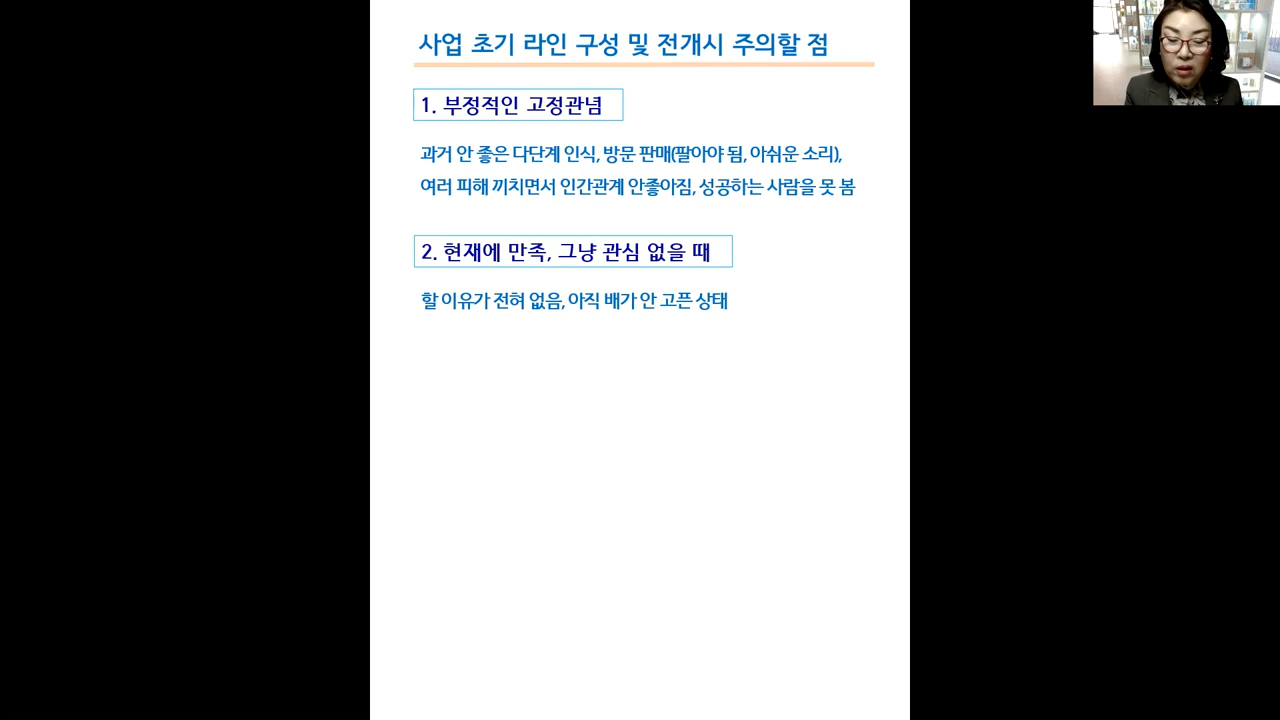 사업 초기 라인 구성 및 전개시 주의할 점
1. 부정적인 고정관념
과거 안 좋은 다단계 인식, 방문 판매(팔아야 됨, 아쉬운 소리),
여러 피해 끼치면서 인간관계 안좋아짐, 성공하는 사람을 못 봄
2. 현재에 만족, 그냥 관심 없을 때
할 이유가 전혀 없음, 아직 배가 안 고픈 상태